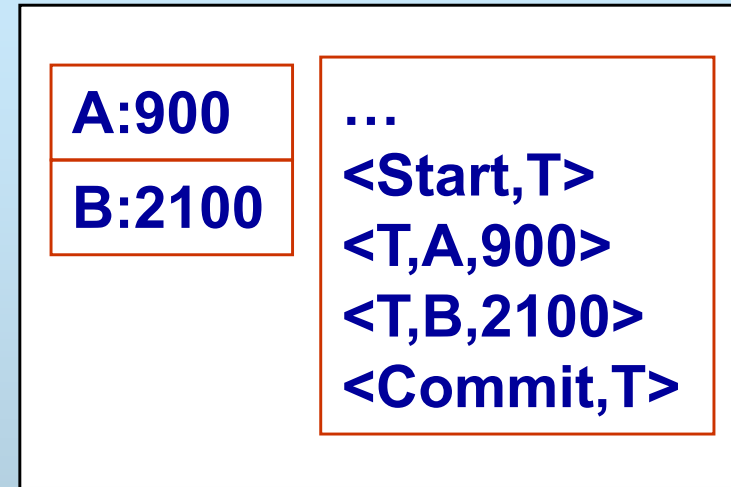 A:900
B:2100
…
<Start,T>
<T,A,900>
<T,B,2100>
<Commit,T>